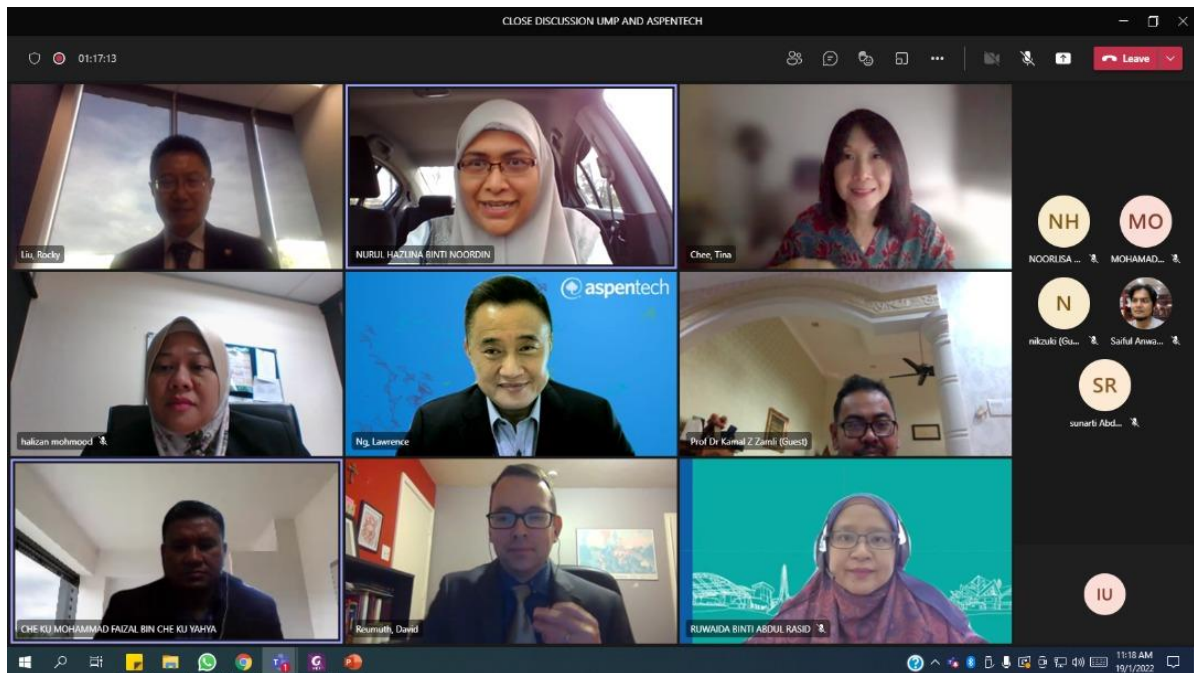 CLOSE DISCUSSION UMP AND ASPENTECH
01:17:13
Leave
Liu, Rocky
NURUL HAZLINA BINTI NOORDIN
Chee, Tina
NH
MO
NOORLISA ...
MOHAMAD...
halizan mohmood
aspentech
Ng, Lawrence
Prof Dr Kamal Z Zamli (Guest)
N
nikzuki (Gu...
Saiful Anwa...
SR
sunarti Abd...
CHE KU MOHAMMAD FAIZAL BIN CHE KU YAHYA
Reumuth, David
RUWAIDA BINTI ABDUL RASID
IU
11:18 AM
19/1/2022